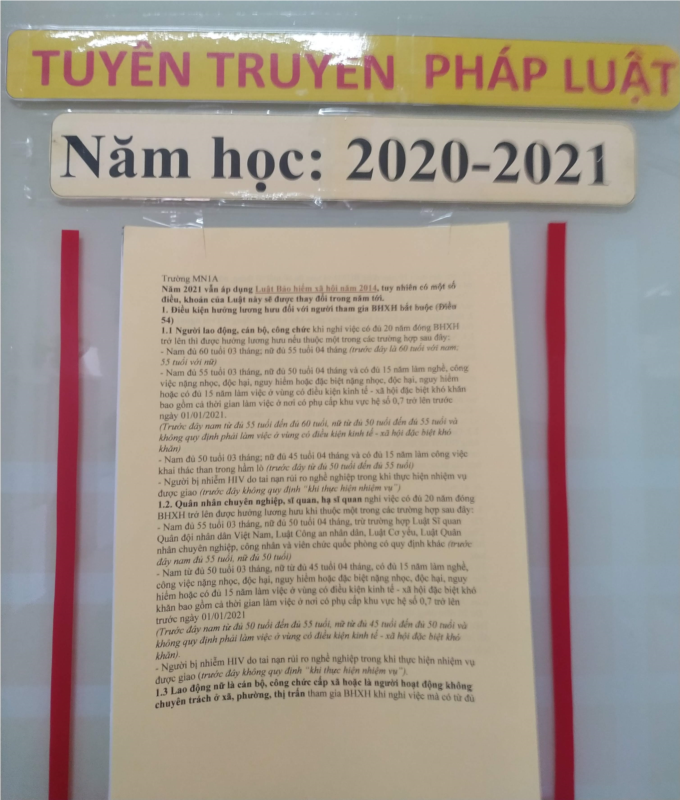 TUYÊN TRUYỀN PHÁP LUẬT
Năm học: 2020-2021
Trường MN1A
Năm 2021 vẫn áp dụng Luật Bảo hiểm xã hội năm 2014, tuy nhiên có một số
điều, khoản của Luật này sẽ được thay đổi trong năm tới.
1. Điều kiện hưởng lương hưu đối với người tham gia BHXH bắt buộc (Điều
54)
1.1 Người lao động, cán bộ, công chức khi nghỉ việc có đủ 20 năm đóng BHXH
trở lên thì được hưởng lương hưu nếu thuộc một trong các trường hợp sau đây:
- Nam đủ 60 tuổi 03 tháng; nữ đủ 55 tuổi 04 tháng (trước đây là 60 tuổi với nam;
55 tuổi với nữ)
- Nam đủ 55 tuổi 03 tháng, nữ đủ 50 tuổi 04 tháng và có đủ 15 năm làm nghề, công
việc nặng nhọc, độc hại, nguy hiểm hoặc đặc biệt nặng nhọc, độc hại, nguy hiểm
hoặc có đủ 15 năm làm việc ở vùng có điều kiện kinh tế - xã hội đặc biệt khó khăn
bao gồm cả thời gian làm việc ở nơi có phụ cấp khu vực hệ số 0,7 trở lên trước
ngày 01/01/2021.
(Trước đây nam từ đủ 55 tuổi đến đủ 60 tuổi, nữ từ đủ 50 tuổi đến đủ 55 tuổi và
không quy định phải làm việc ở vùng có điều kiện kinh tế - xã hội đặc biệt khó
khăn)
- Nam đủ 50 tuổi 03 tháng; nữ đủ 45 tuổi 04 tháng và có đủ 15 năm làm công việc
khai thác than trong hầm lò (trước đây từ đủ 50 tuổi đến đủ 55 tuổi)
- Người bị nhiễm HIV do tai nạn rủi ro nghề nghiệp trong khi thực hiện nhiệm vụ
được giao (trước đây không quy định “khi thực hiện nhiệm vụ”)
1.2. Quân nhân chuyên nghiệp, sĩ quan, hạ sĩ quan nghỉ việc có đủ 20 năm đóng
BHXH trở lên được hưởng lương hưu khi thuộc một trong các trường hợp sau đây:
- Nam đủ 55 tuổi 03 tháng, nữ đủ 50 tuổi 04 tháng, trừ trường hợp Luật Sĩ quan
Quân đội nhân dân Việt Nam, Luật Công an nhân dân, Luật Cơ yếu, Luật Quân
nhân chuyên nghiệp, công nhân và viên chức quốc phòng có quy định khác (trước
đây nam đủ 55 tuổi, nữ đủ 50 tuổi)
- Nam từ đủ 50 tuổi 03 tháng, nữ từ đủ 45 tuổi 04 tháng, có đủ 15 năm làm nghề,
công việc nặng nhọc, độc hại, nguy hiểm hoặc đặc biệt nặng nhọc, độc hại, nguy
hiểm hoặc có đủ 15 năm làm việc ở vùng có điều kiện kinh tế - xã hội đặc biệt khó
khăn bao gồm cả thời gian làm việc ở nơi có phụ cấp khu vực hệ số 0,7 trở lên
trước ngày 01/01/2021
(Trước đây nam từ đủ 50 tuổi đến đủ 55 tuổi, nữ từ đủ 45 tuổi đến đủ 50 tuổi và
không quy định phải làm việc ở vùng có điều kiện kinh tế - xã hội đặc biệt khó
khăn).
- Người bị nhiễm HIV do tai nạn rủi ro nghề nghiệp trong khi thực hiện nhiệm vụ
được giao (trước đây không quy định “khi thực hiện nhiệm vụ”).
1.3 Lao động nữ là cán bộ, công chức cấp xã hoặc là người hoạt động không
chuyên trách ở xã, phường, thị trấn tham gia BHXH khi nghỉ việc mà có từ đủ